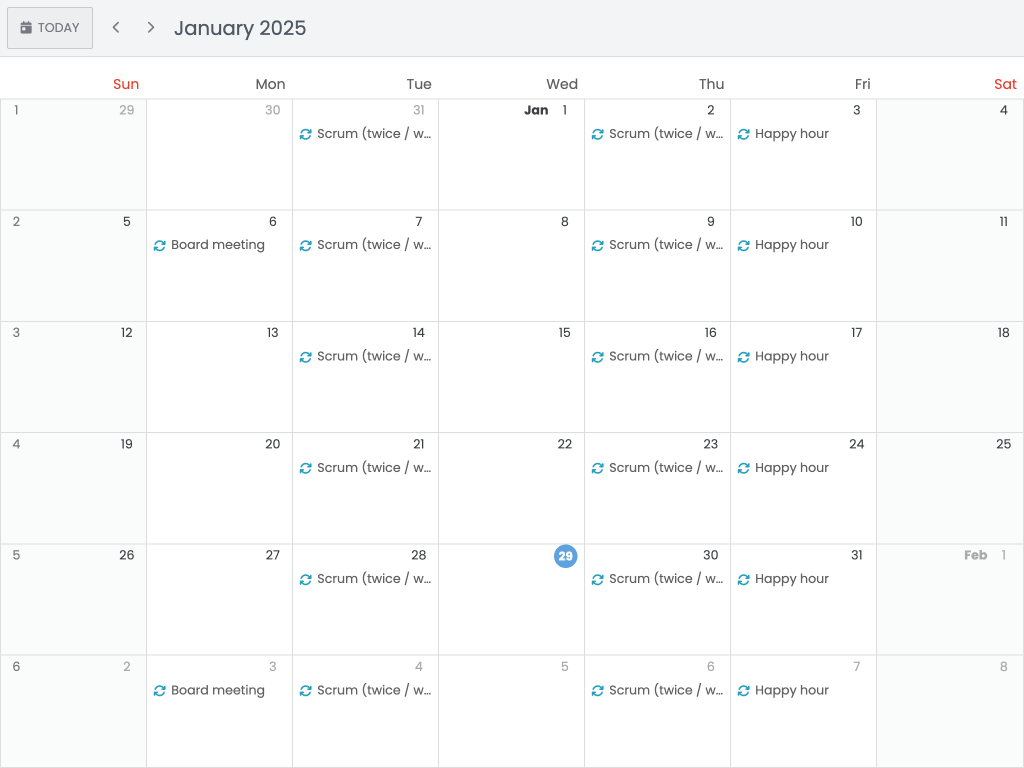 TODAY January 2025
Sun Mon Tue Wed Thu Fri Sat
1 29 30 31 Jan 1 2 3 4
Scrum (twice / w... Scrum (twice / w... Happy hour
2 5 6 7 8 9 10 11
Board meeting Scrum (twice / w... Scrum (twice / w... Happy hour
3 12 13 14 15 16 17 18
Scrum (twice / w... Scrum (twice / w... Happy hour
4 19 20 21 22 23 24 25
Scrum (twice / w... Scrum (twice / w... Happy hour
5 26 27 28 29 30 31 Feb 1
Scrum (twice / w... Scrum (twice / w... Happy hour
6 2 3 4 5 6 7 8
Board meeting Scrum (twice / w... Scrum (twice / w... Happy hour